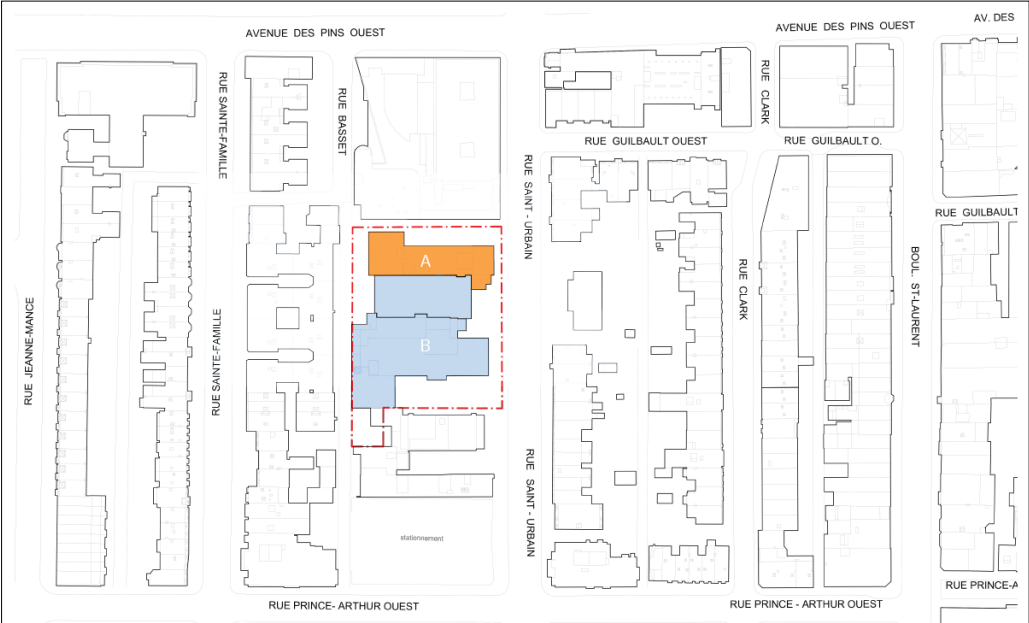 AVENUE DES PINS OUEST
AVENUE DES PINS OUEST
AV. DES
RUE SAINTE-FAMILLE
RUE BASSET
RUE CLARK
RUE GUILBAULT OUEST
RUE GUILBAULT O.
RUE SAINT - URBAIN
RUE GUILBAULT
A
RUE CLARK
BOUL. ST-LAURENT
RUE JEANNE-MANCE
RUE SAINTE-FAMILLE
B
RUE SAINT - URBAIN
stationnement
RUE PRINCE-A
RUE PRINCE- ARTHUR OUEST
RUE PRINCE - ARTHUR OUEST